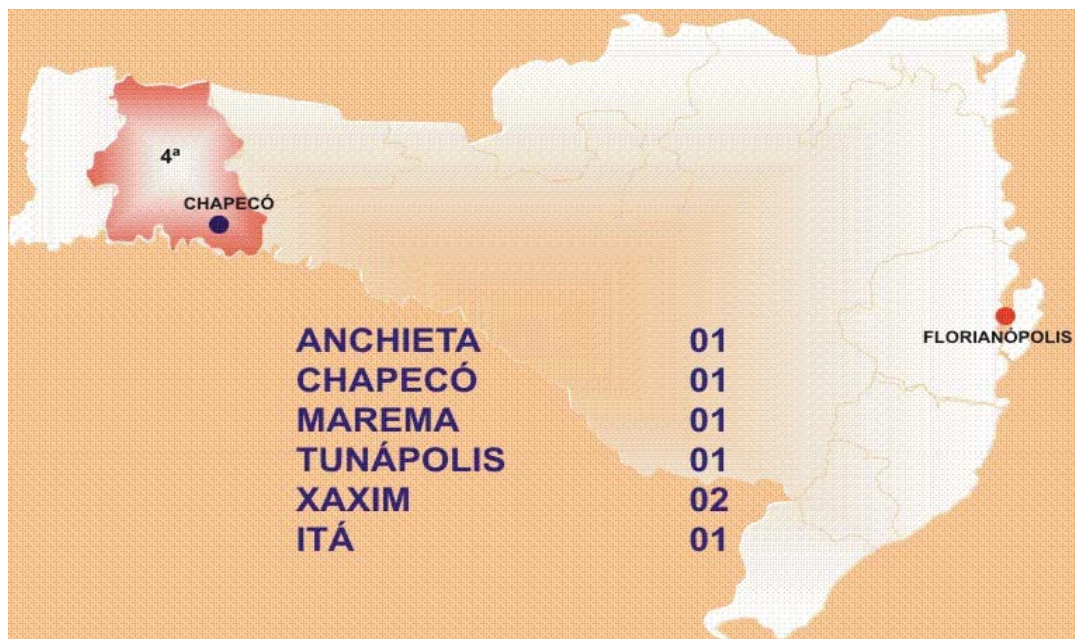 4ª
CHAPECÓ
FLORIANÓPOLIS
ANCHIETA 01
CHAPECÓ 01
MAREMA 01
TUNÁPOLIS 01
XAXIM 02
ITÁ 01